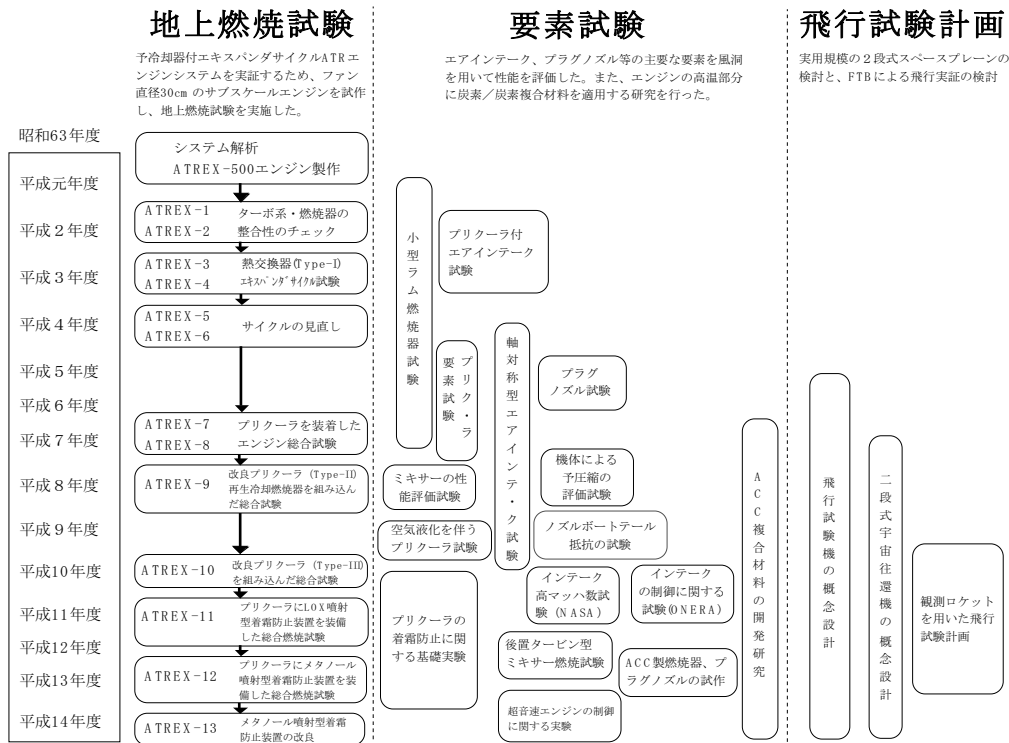 地上燃焼試験
予冷却器付エキスパンダサイクルATRエ
ンジンシステムを実証するため、ファン
直径30cm のサブスケールエンジンを試作
し、地上燃焼試験を実施した。
要素試験
エアインテーク、プラグノズル等の主要な要素を風洞
を用いて性能を評価した。また、エンジンの高温部分
に炭素／炭素複合材料を適用する研究を行った。
飛行試験計画
実用規模の２段式スペースプレーンの
検討と、FTBによる飛行実証の検討
昭和63年度
平成元年度
平成２年度
平成３年度
平成４年度
平成５年度
平成６年度
平成７年度
平成８年度
平成９年度
平成10年度
平成11年度
平成12年度
平成13年度
平成14年度
システム解析
ATREX-500エンジン製作
ATREX-1
ATREX-2
ターボ系・燃焼器の
整合性のチェック
ATREX-3
ATREX-4
熱交換器(Type-I)
ｴｷｽﾊﾟﾝﾀﾞｻｲｸﾙ試験
ATREX-5
ATREX-6
サイクルの見直し
ATREX-7
ATREX-8
プリクーラを装着した
エンジン総合試験
ATREX-9
改良プリクーラ (Type-II)
再生冷却燃焼器を組み込ん
だ総合試験
ATREX-10
改良プリクーラ (Type-III)
を組み込んだ総合試験
ATREX-11
プリクーラにLOX噴射
型着霜防止装置を装備
した総合燃焼試験
ATREX-12
プリクーラにメタノール
噴射型着霜防止装置を装
備した総合燃焼試験
ATREX-13
メタノール噴射型着霜
防止装置の改良
小型ラム燃焼器試験
プリクーラ付
エアインテーク
試験
プリク・ラ
要素試験
軸対称型エアインテ・ク試験
プラグ
ノズル試験
ミキサーの性
能評価試験
機体による
予圧縮の
評価試験
空気液化を伴う
プリクーラ試験
ノズルボートテール
抵抗の試験
プリクーラの
着霜防止に関
する基礎実験
インテーク
高マッハ数試
験（NASA）
インテーク
の制御に関する
試験(ONERA)
後置タービン型
ミキサー燃焼試験
ACC製燃焼器、プ
ラグノズルの試作
超音速エンジンの制御
に関する実験
ACC複合材料の開発研究
飛行試験機の概念設計
二段式宇宙往還機の概念設計
観測ロケット
を用いた飛行
試験計画